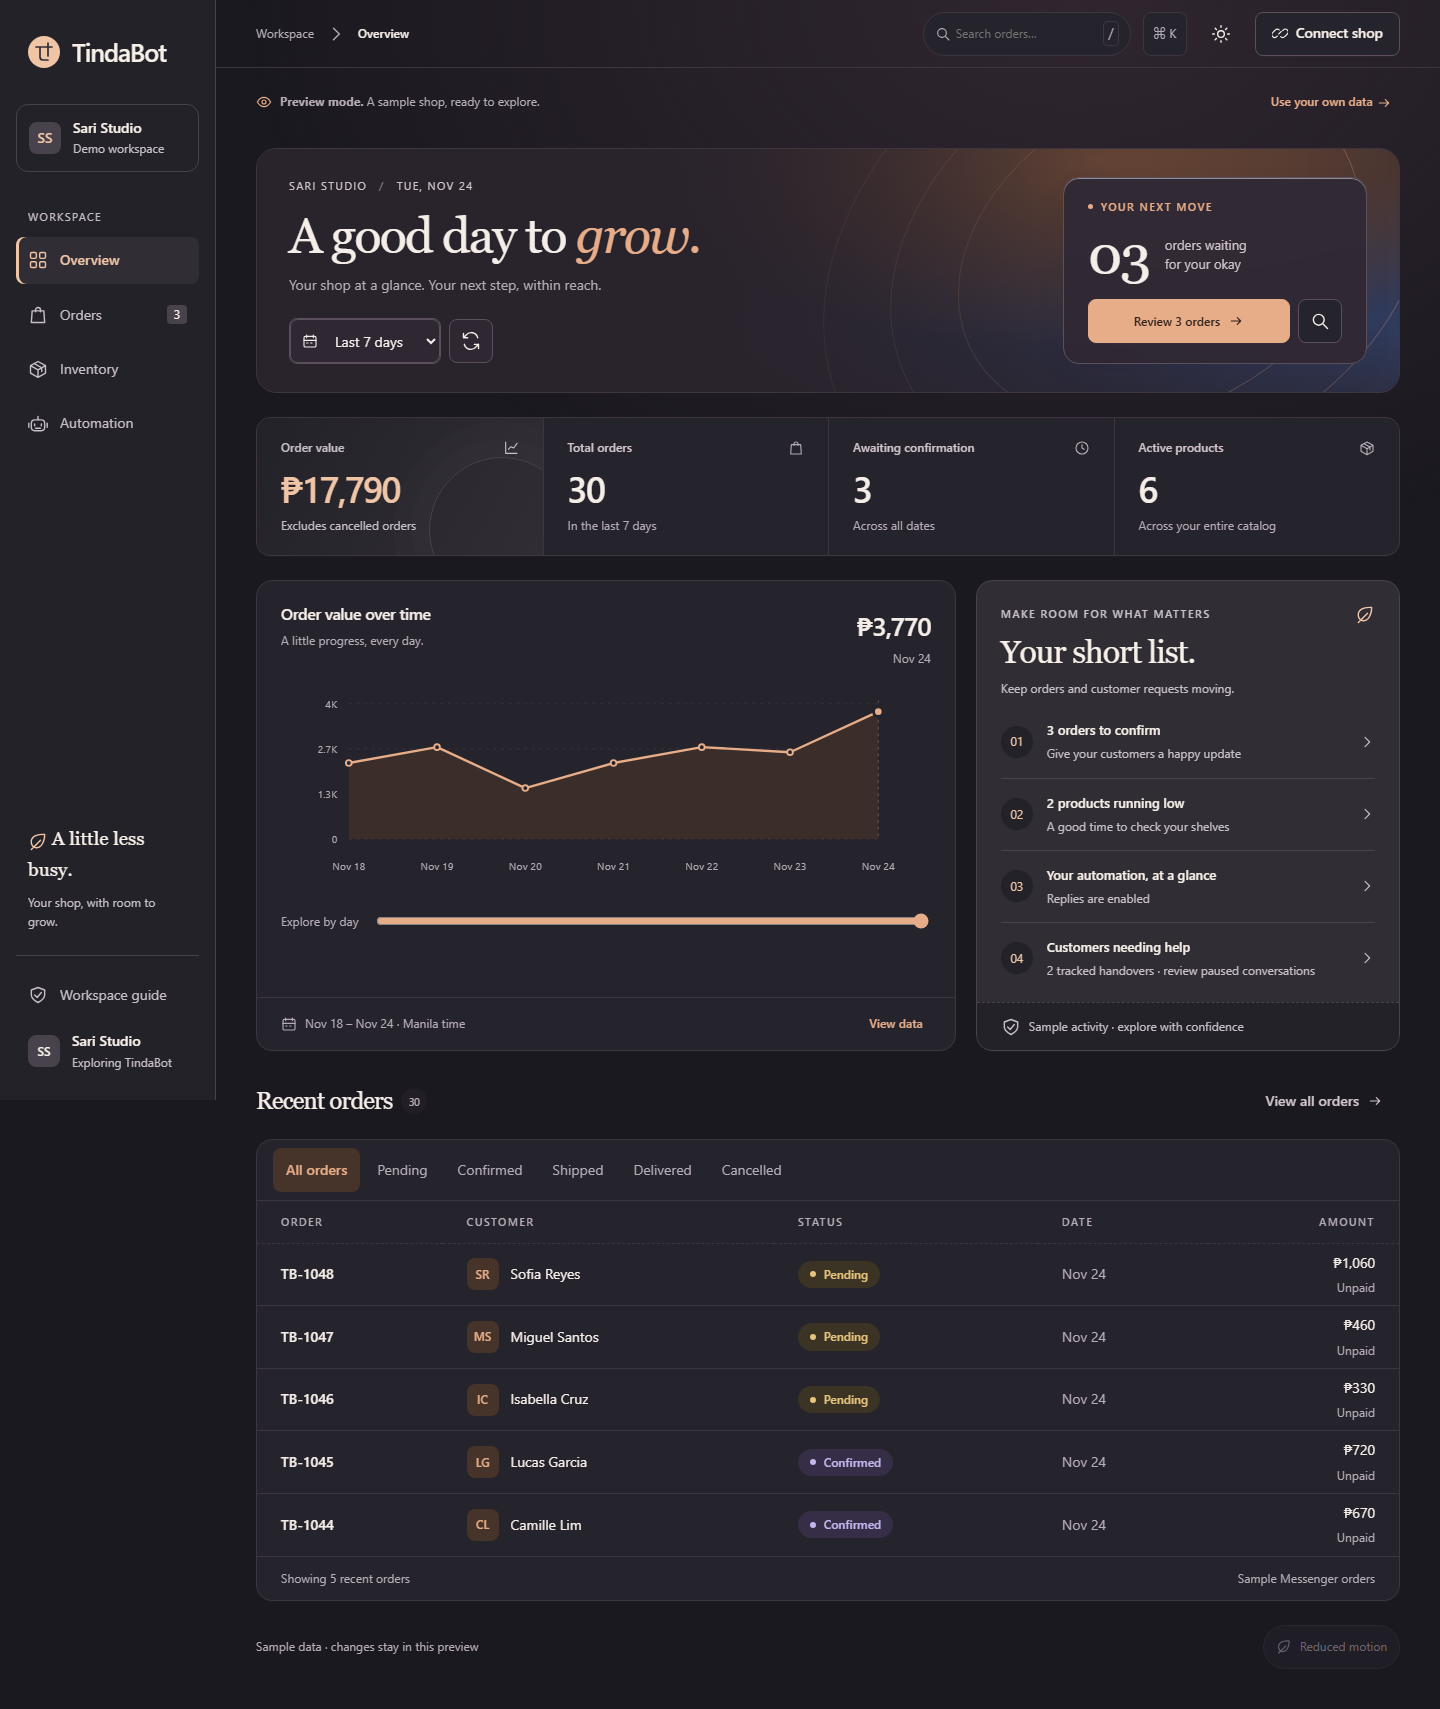 TindaBot
SS
Sari Studio
Demo workspace
WORKSPACE
Overview
Orders
3
Inventory
Automation
A little less
busy.
Your shop, with room to
grow.
Workspace guide
SS
Sari Studio
Exploring TindaBot
Workspace
Overview
Search orders...
/
⌘ K
Connect shop
Preview mode. A sample shop, ready to explore.
Use your own data →
SARI STUDIO / TUE, NOV 24
A good day to grow.
Your shop at a glance. Your next step, within reach.
Last 7 days
YOUR NEXT MOVE
03
orders waiting
for your okay
Review 3 orders →
Order value
₱17,790
Excludes cancelled orders
Total orders
30
In the last 7 days
Awaiting confirmation
3
Across all dates
Active products
6
Across your entire catalog
Order value over time
A little progress, every day.
₱3,770
Nov 24
4K
2.7K
1.3K
0
Nov 18
Nov 19
Nov 20
Nov 21
Nov 22
Nov 23
Nov 24
Explore by day
Nov 18 – Nov 24 · Manila time
View data
MAKE ROOM FOR WHAT MATTERS
Your short list.
Keep orders and customer requests moving.
01
3 orders to confirm
Give your customers a happy update
02
2 products running low
A good time to check your shelves
03
Your automation, at a glance
Replies are enabled
04
Customers needing help
2 tracked handovers · review paused conversations
Sample activity · explore with confidence
Recent orders
30
View all orders →
All orders
Pending
Confirmed
Shipped
Delivered
Cancelled
ORDER
CUSTOMER
STATUS
DATE
AMOUNT
TB-1048
SR
Sofia Reyes
Pending
Nov 24
₱1,060
Unpaid
TB-1047
MS
Miguel Santos
Pending
Nov 24
₱460
Unpaid
TB-1046
IC
Isabella Cruz
Pending
Nov 24
₱330
Unpaid
TB-1045
LG
Lucas Garcia
Confirmed
Nov 24
₱720
Unpaid
TB-1044
CL
Camille Lim
Confirmed
Nov 24
₱670
Unpaid
Showing 5 recent orders
Sample Messenger orders
Sample data · changes stay in this preview
Reduced motion